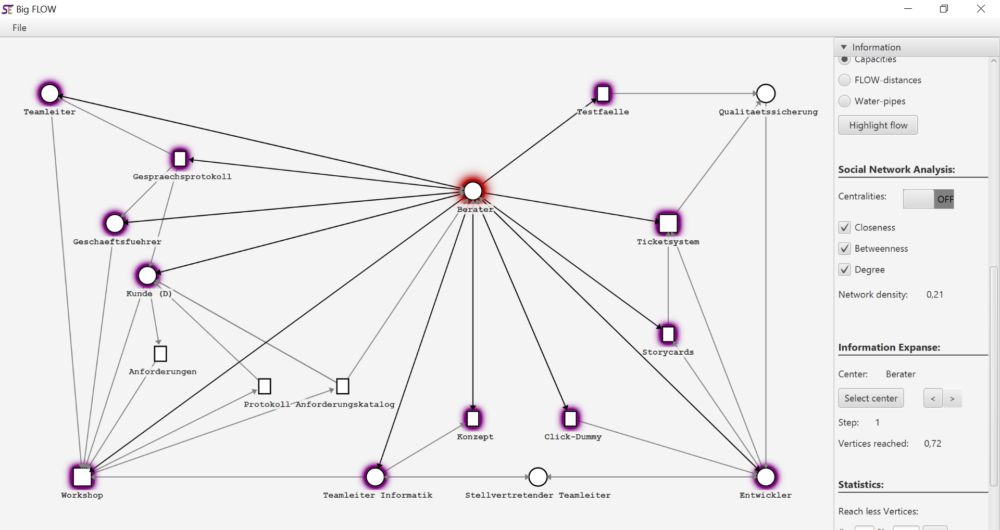 SE Big FLOW
File
Information
Capacities
FLOW-distances
Water-pipes
Highlight flow
Social Network Analysis:
Centralities: OFF
Closeness
Betweenness
Degree
Network density: 0,21
Information Expanse:
Center: Berater
Select center < >
Step: 1
Vertices reached: 0,72
Statistics:
Reach less Vertices:
Teamleiter
Testfaelle
Qualitaetssicherung
Gespraechsprotokoll
Berater
Geschaeftsfuehrer
Ticketsystem
Kunde (D)
Storycards
Anforderungen
Protokoll
Anforderungskatalog
Konzept
Click-Dummy
Workshop
Teamleiter Informatik
Stellvertretender Teamleiter
Entwickler